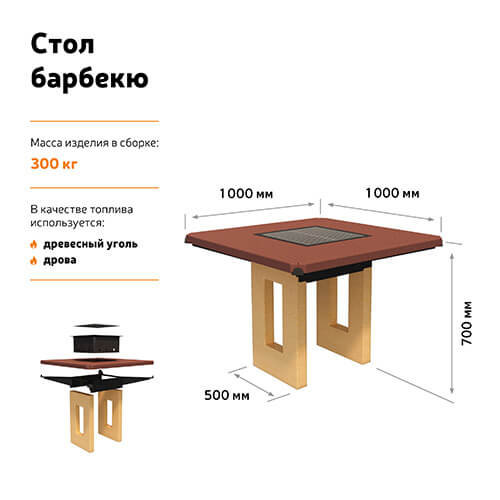 Стол
барбекю
Масса изделия в сборке:
300 кг
В качестве топлива
используется:
древесный уголь
дрова
1000 мм
1000 мм
700 мм
500 мм